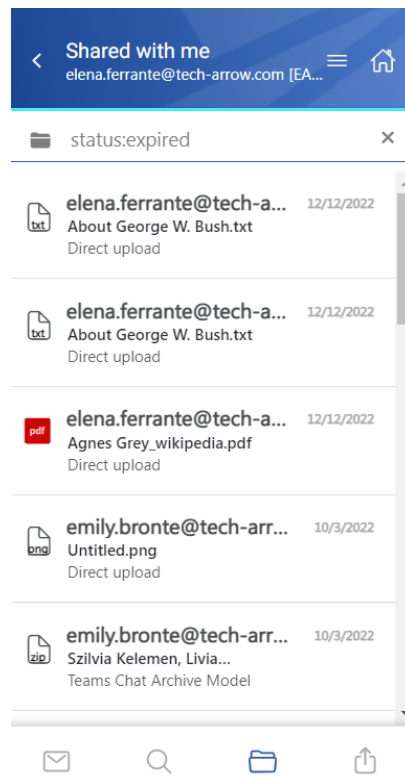 Shared with me
elena.ferrante@tech-arrow.com [EA...
status:expired
elena.ferrante@tech-a... 12/12/2022
txt
About George W. Bush.txt
Direct upload
elena.ferrante@tech-a... 12/12/2022
txt
About George W. Bush.txt
Direct upload
elena.ferrante@tech-a... 12/12/2022
pdf
Agnes Grey_wikipedia.pdf
Direct upload
emily.bronte@tech-arr... 10/3/2022
png
Untitled.png
Direct upload
emily.bronte@tech-arr... 10/3/2022
zip
Szilvia Kelemen, Livia...
Teams Chat Archive Model